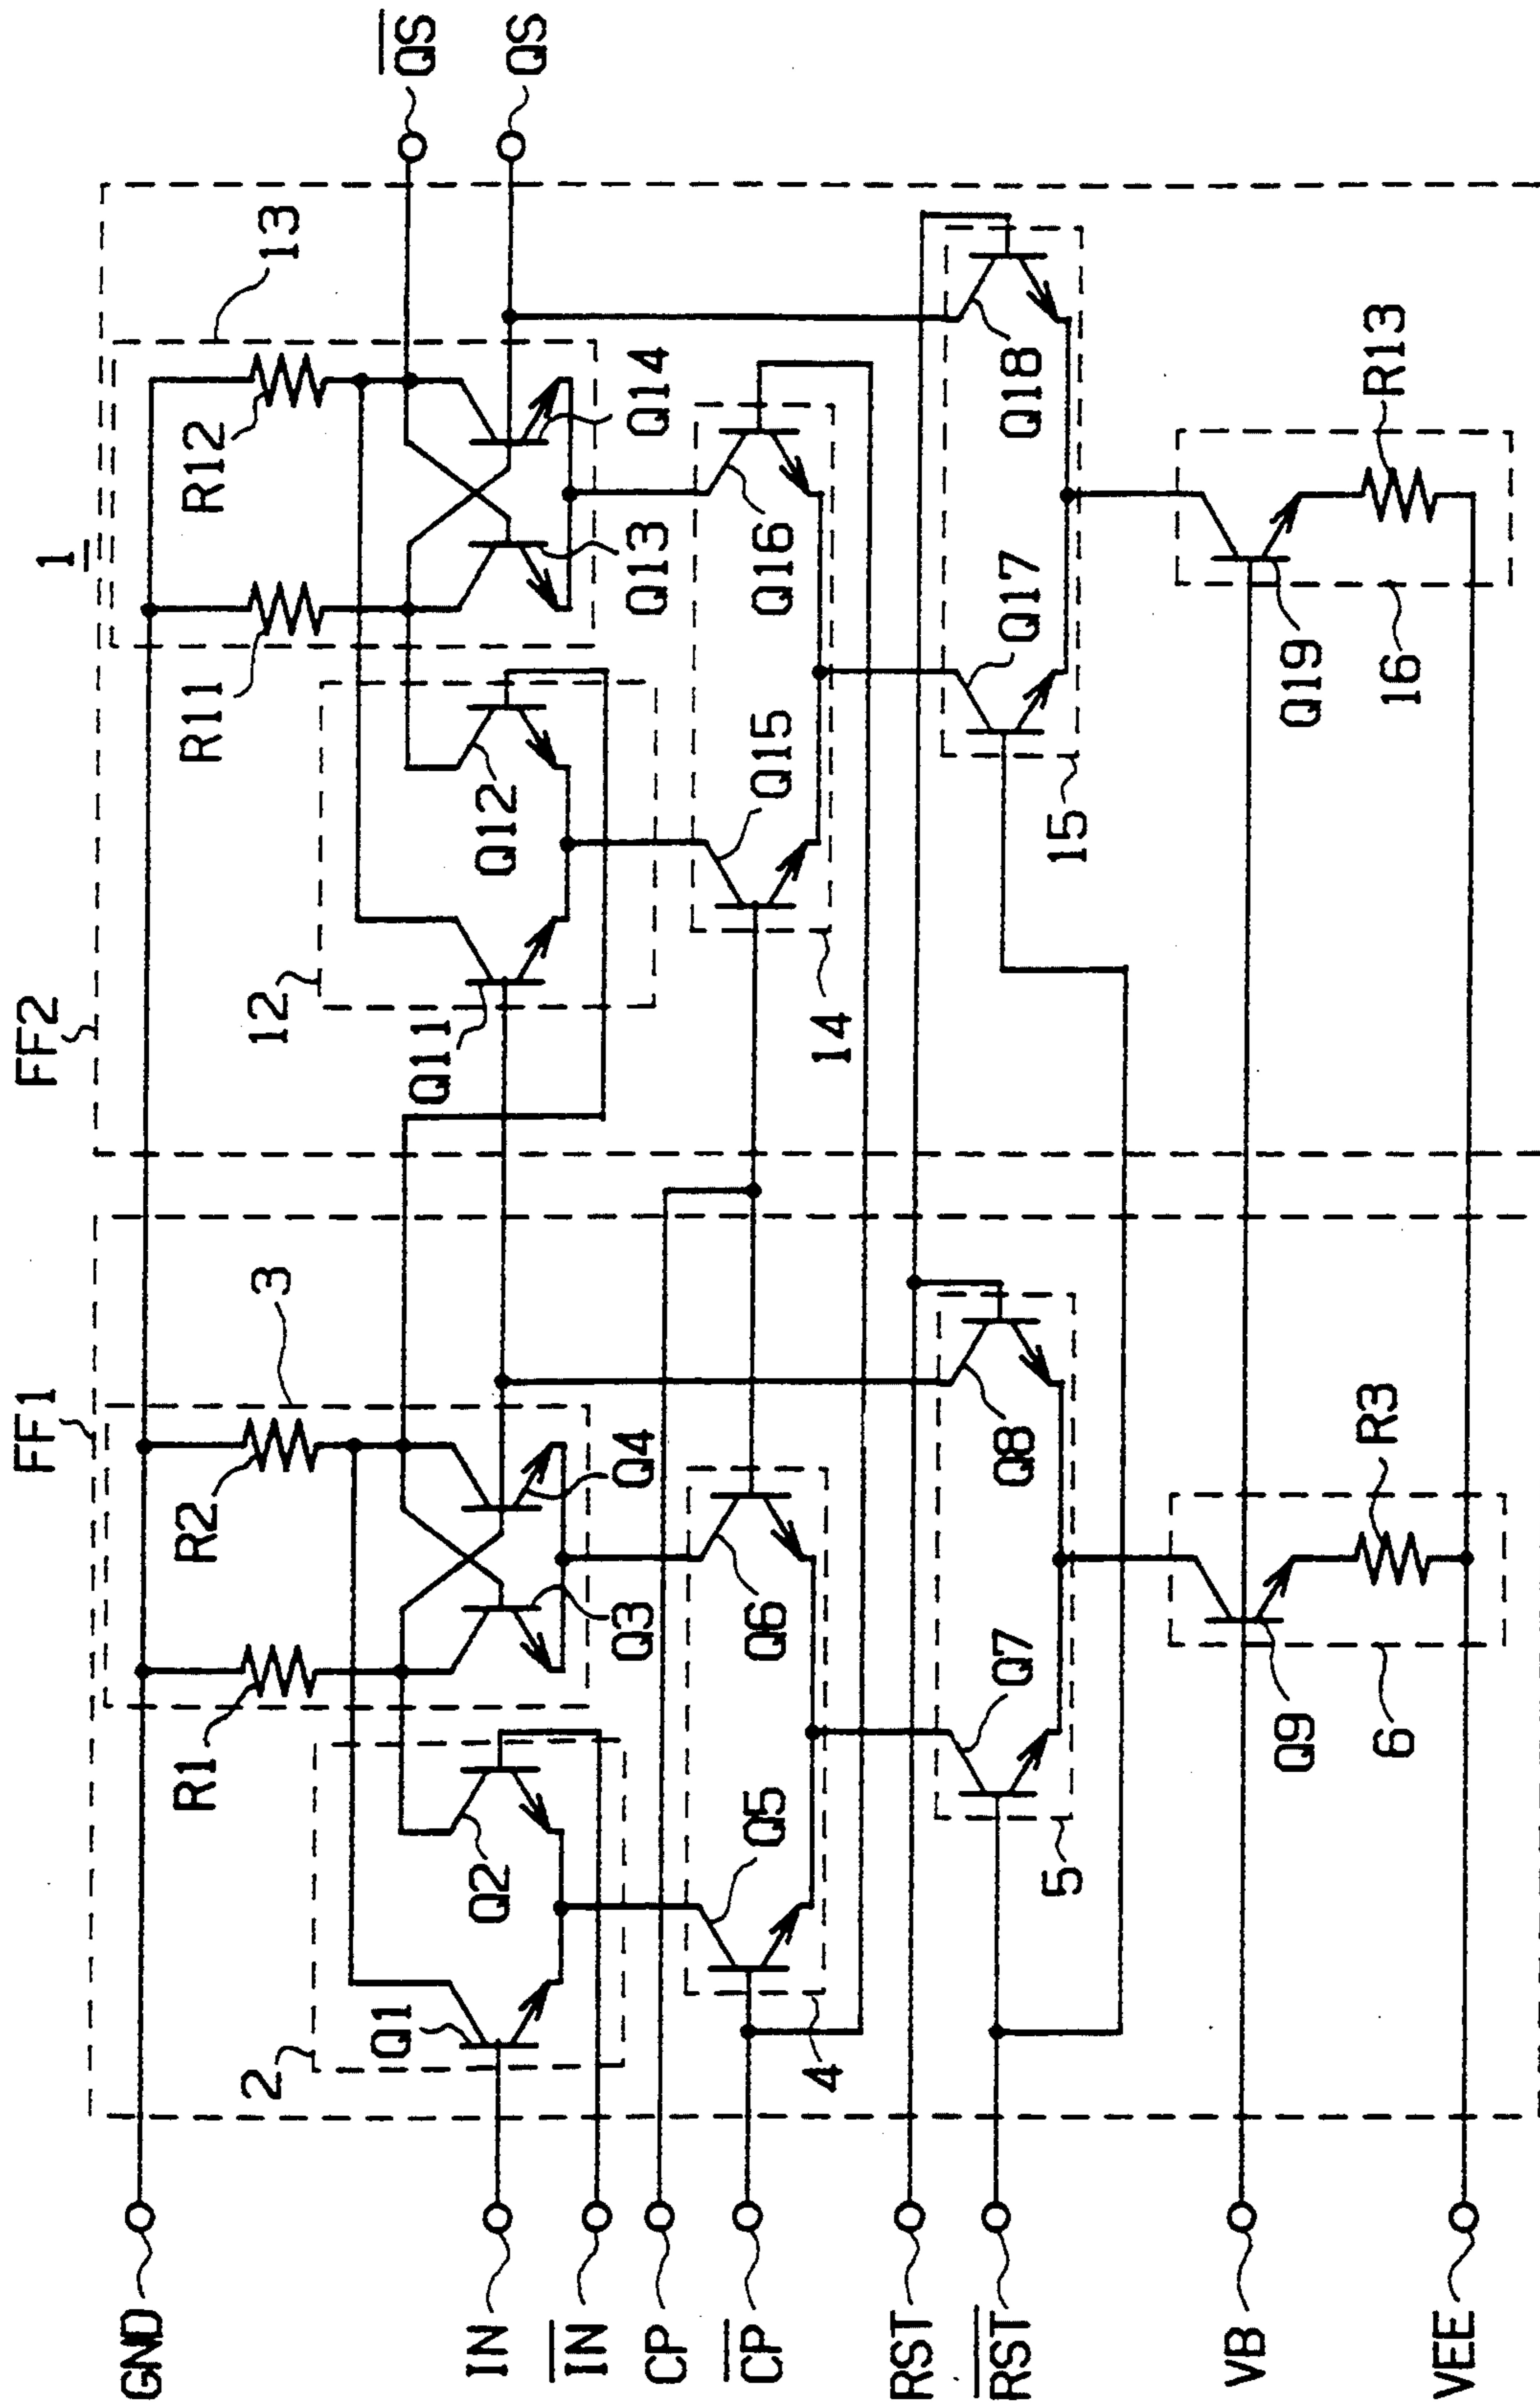 1
FF1
FF2
GND
IN
IN
CP
CP
RST
RST
VB
VEE
2
Q1
Q2
R1
R2
3
Q3
Q4
4
Q5
Q6
5
Q7
Q8
Q9
R3
6
12
Q11
Q12
R11
R12
13
Q13
Q14
14
Q15
Q16
15
Q17
Q18
Q19
R13
16
QS
QS